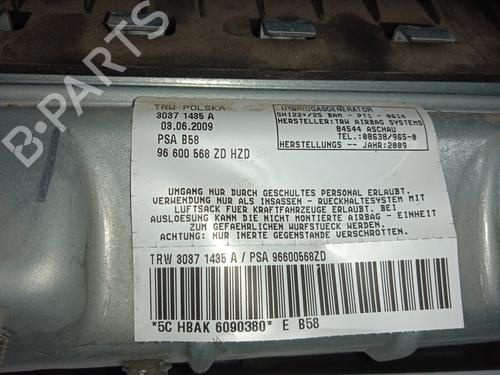 TRW POLSKA
3037 1435 A
03.06.2009
PSA B58
96 600 568 ZD HZD
HYBRIDGASGENERATOR
SH122+/25 BAM - PT1 - 0614
HERSTELLER: TRW AIRBAG SYSTEMS
84544 ASCHAU
TEL.:08638/965-0
HERSTELLUNGS -- JAHR:2009
UMGANG NUR DURCH GESCHULTES PERSONAL ERLAUBT.
VERWENDUNG NUR ALS INSASSEN - RUECKHALTESYSTEM MIT
LUFTSACK FUER KRAFTFAHRZEUGE ERLAUBT. BEI
AUSLOESUNG KANN DIE NICHT MONTIERTE AIRBAG - EINHEIT
ZUM GEFAEHRLICHEN WURFSTUECK WERDEN.
ACHTUNG: NUR INERTE GEGENSTAENDE VERWENDEN.
TRW 3037 1435 A / PSA 96600568ZD
*5C HBAK 6090380* E B58
B-PARTS